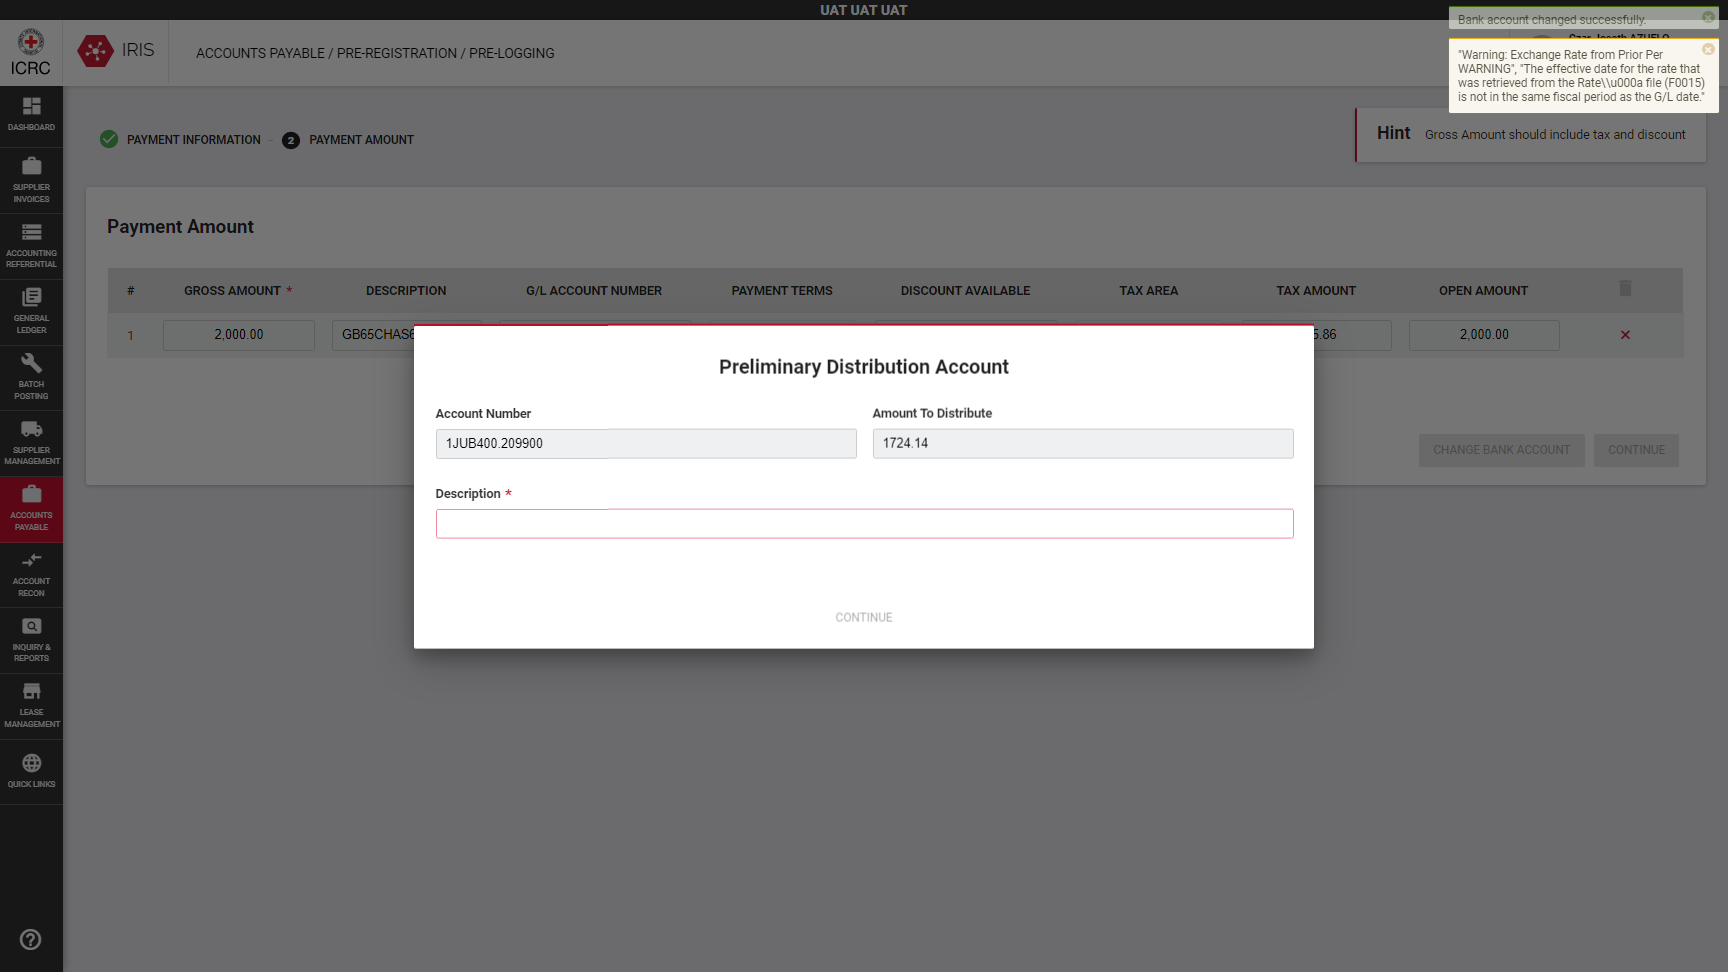 UAT UAT UAT
ICRC
IRIS
ACCOUNTS PAYABLE / PRE-REGISTRATION / PRE-LOGGING
Bank account changed successfully.
"Warning: Exchange Rate from Prior Per
WARNING", "The effective date for the rate that
was retrieved from the Rate\\u000a file (F0015)
is not in the same fiscal period as the G/L date."
DASHBOARD
SUPPLIER
INVOICES
ACCOUNTING
REFERENTIAL
GENERAL
LEDGER
BATCH
POSTING
SUPPLIER
MANAGEMENT
ACCOUNTS
PAYABLE
ACCOUNT
RECON
INQUIRY &
REPORTS
LEASE
MANAGEMENT
QUICK LINKS
PAYMENT INFORMATION - 2 PAYMENT AMOUNT
Hint Gross Amount should include tax and discount
Payment Amount
# GROSS AMOUNT * DESCRIPTION G/L ACCOUNT NUMBER PAYMENT TERMS DISCOUNT AVAILABLE TAX AREA TAX AMOUNT OPEN AMOUNT
1 2,000.00 GB65CHAS 5.86 2,000.00
CHANGE BANK ACCOUNT CONTINUE
Preliminary Distribution Account
Account Number Amount To Distribute
1JUB400.209900 1724.14
Description *
CONTINUE